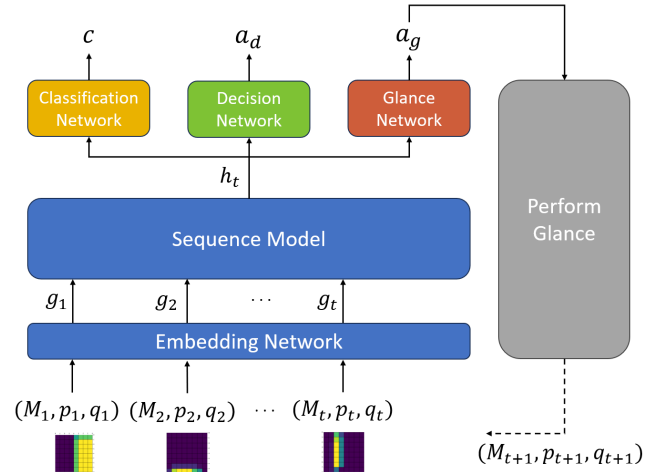 c
a_d
a_g
Classification
Network
Decision
Network
Glance
Network
h_t
Sequence Model
Perform
Glance
g_1
g_2
···
g_t
Embedding Network
(M_1, p_1, q_1)
(M_2, p_2, q_2)
···
(M_t, p_t, q_t)
(M_{t+1}, p_{t+1}, q_{t+1})